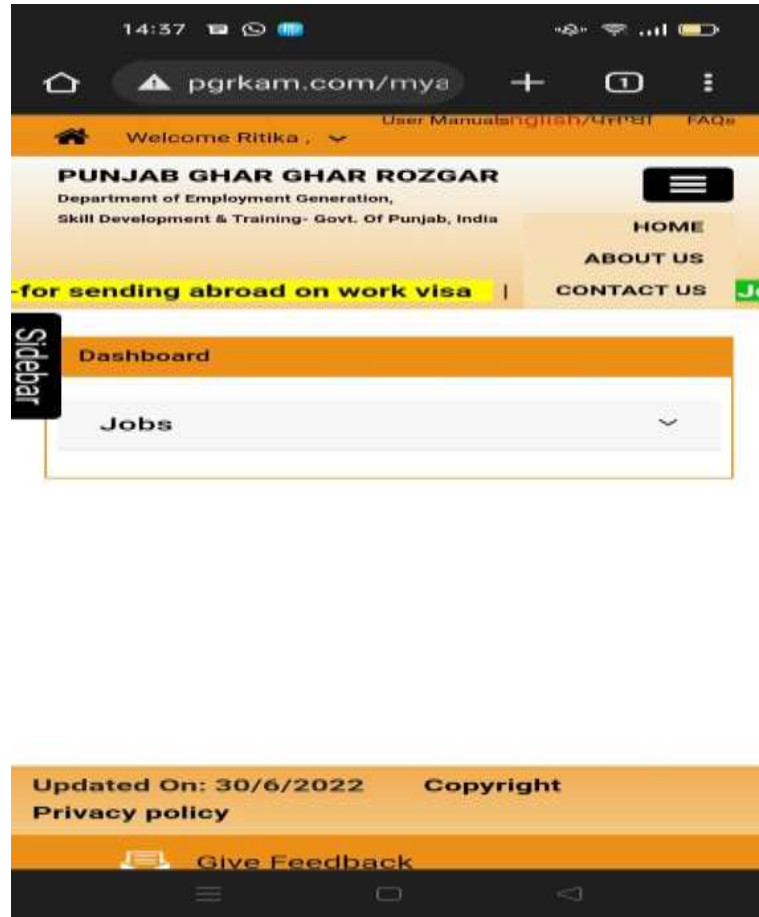 14:37
pgrkam.com/mya
1
User Manuals English/ਪੰਜਾਬੀ FAQs
Welcome Ritika ,
PUNJAB GHAR GHAR ROZGAR
Department of Employment Generation,
Skill Development & Training- Govt. Of Punjab, India
HOME
ABOUT US
CONTACT US
-for sending abroad on work visa |
Sidebar
Dashboard
Jobs
Updated On: 30/6/2022 Copyright
Privacy policy
Give Feedback